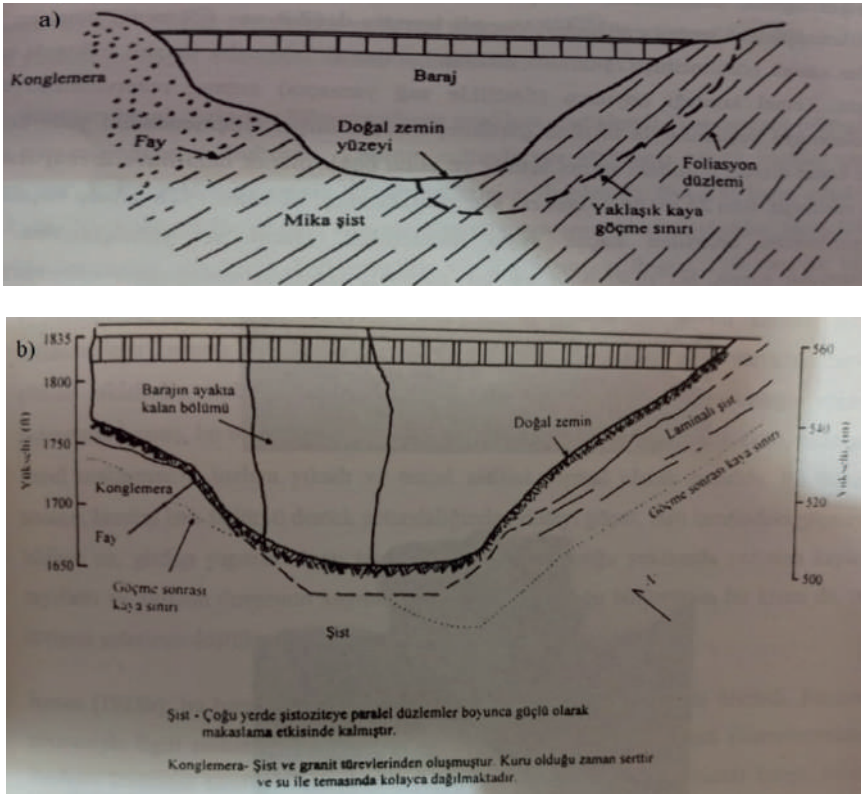 a)
Konglemera
Baraj
Fay
Doğal zemin
yüzeyi
Foliasyon
düzlemi
Mika şist
Yaklaşık kaya
göçme sınırı
b)
1835
1800
1750
1700
1650
Yükselti, (ft)
Barajın ayakta
kalan bölümü
Doğal zemin
Laminalı şist
Göçme sonrası kaya sınırı
560
540
520
500
Yükselti, (m)
Konglemera
Fay
Göçme sonrası
kaya sınırı
Şist
Şist - Çoğu yerde şistoziteye paralel düzlemler boyunca güçlü olarak
makaslama etkisinde kalmıştır.
Konglemera- Şist ve granit türevlerinden oluşmuştur. Kuru olduğu zaman serttir
ve su ile temasında kolayca dağılmaktadır.